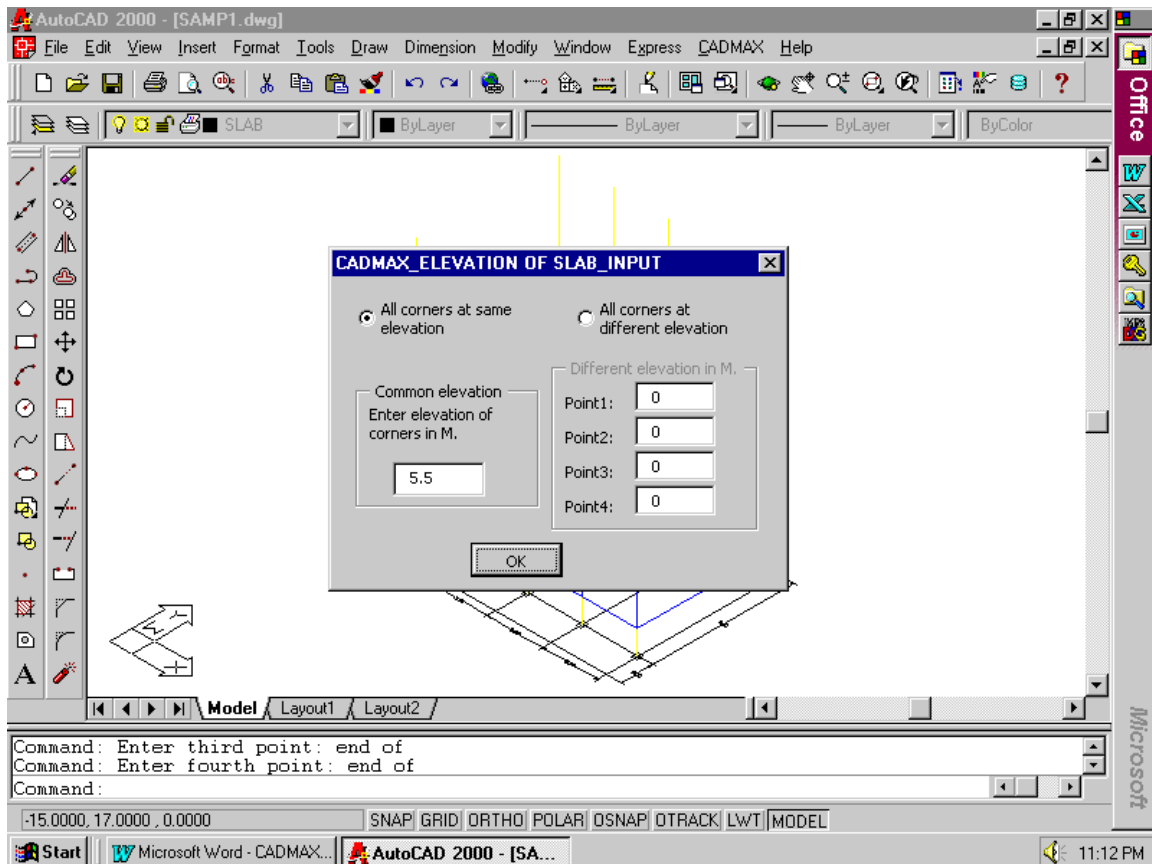 AutoCAD 2000 - [SAMP1.dwg]
File Edit View Insert Format Tools Draw Dimension Modify Window Express CADMAX Help
Office
SLAB ByLayer ByLayer ByLayer ByColor
CADMAX_ELEVATION OF SLAB_INPUT
All corners at same
elevation
All corners at
different elevation
Common elevation
Enter elevation of
corners in M.
5.5
Different elevation in M.
Point1: 0
Point2: 0
Point3: 0
Point4: 0
OK
Model Layout1 Layout2
Command: Enter third point: end of
Command: Enter fourth point: end of
Command:
-15.0000, 17.0000 , 0.0000 SNAP GRID ORTHO POLAR OSNAP OTRACK LWT MODEL
Microsoft
Start Microsoft Word - CADMAX... AutoCAD 2000 - [SA... 11:12 PM